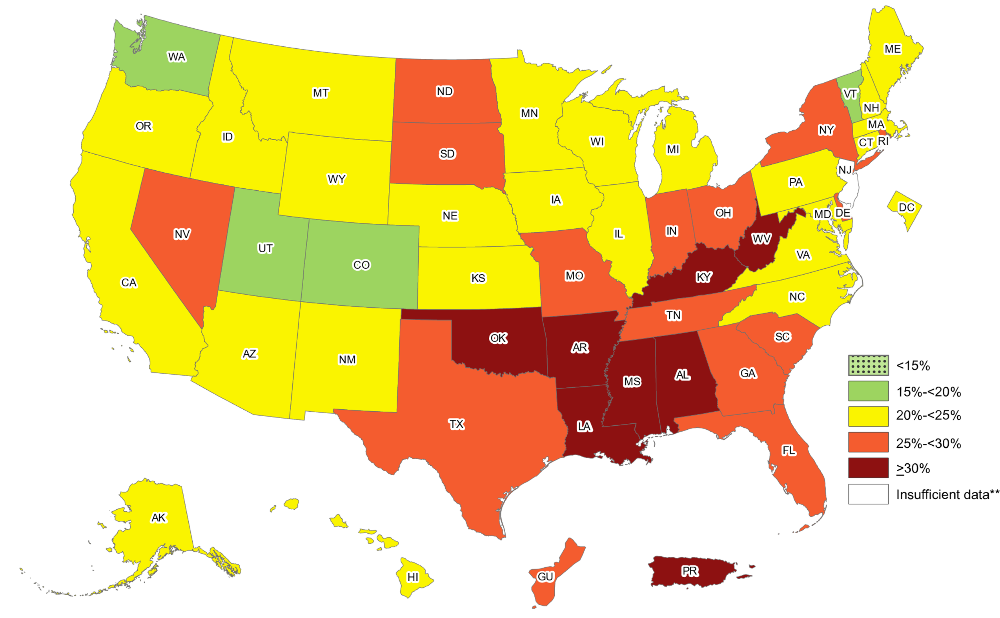 WA
ME
MT
ND
VT
MN
NH
OR
MA
NY
ID
WI
CT
RI
MI
SD
WY
NJ
PA
IA
DC
NE
OH
MD
DE
NV
IN
IL
WV
UT
VA
CO
KY
KS
MO
CA
NC
TN
OK
SC
AR
AZ
NM
<15%
GA
AL
MS
15%-<20%
20%-<25%
TX
LA
25%-<30%
FL
≥30%
Insufficient data**
AK
PR
GU
HI